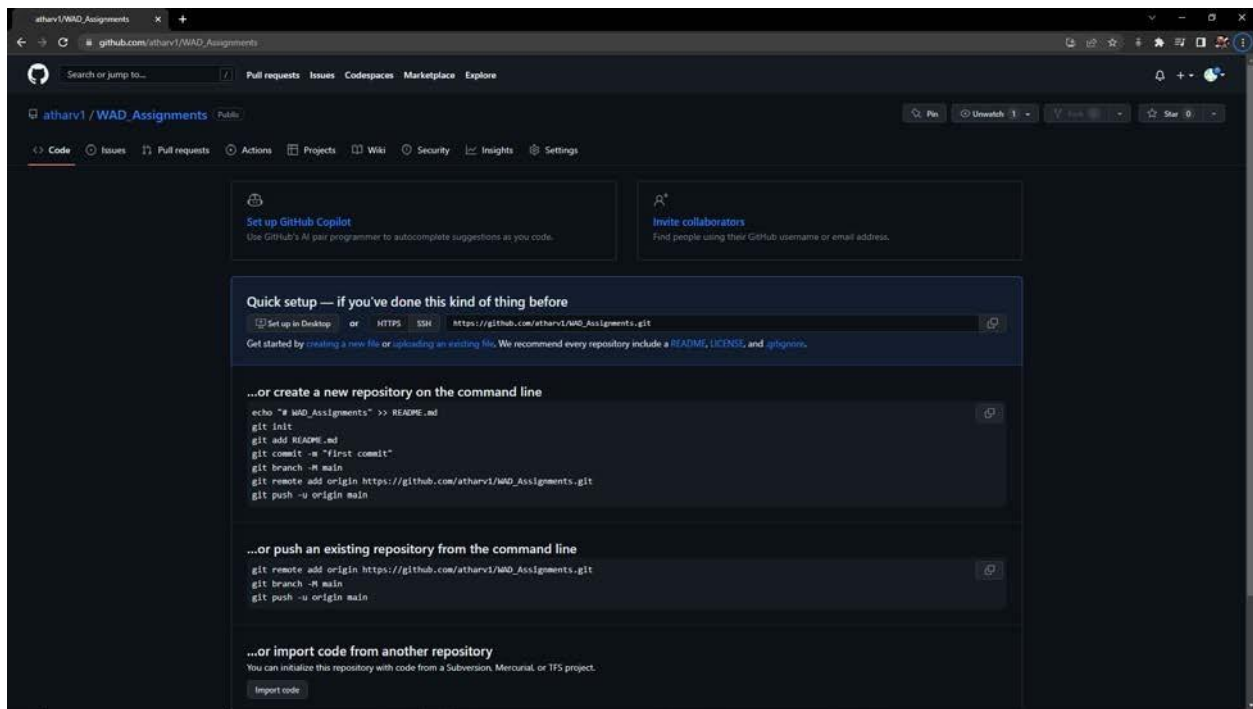 atharv1/WAD_Assignments
github.com/atharv1/WAD_Assignments
Search or jump to... / Pull requests Issues Codespaces Marketplace Explore
atharv1 / WAD_Assignments Public Pin Unwatch 1 Star 0
Code Issues Pull requests Actions Projects Wiki Security Insights Settings
Set up GitHub Copilot
Use GitHub's AI pair programmer to autocomplete suggestions as you code.
Invite collaborators
Find people using their GitHub username or email address.
Quick setup — if you've done this kind of thing before
Set up in Desktop or HTTPS SSH https://github.com/atharv1/WAD_Assignments.git
Get started by creating a new file or uploading an existing file. We recommend every repository include a README, LICENSE, and .gitignore.
...or create a new repository on the command line
echo "# WAD_Assignments" >> README.md
git init
git add README.md
git commit -m "first commit"
git branch -M main
git remote add origin https://github.com/atharv1/WAD_Assignments.git
git push -u origin main
...or push an existing repository from the command line
git remote add origin https://github.com/atharv1/WAD_Assignments.git
git branch -M main
git push -u origin main
...or import code from another repository
You can initialize this repository with code from a Subversion, Mercurial, or TFS project.
Import code